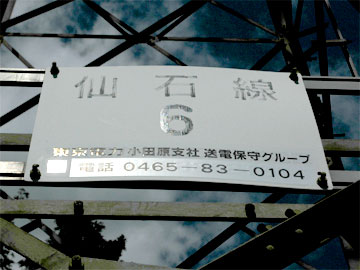 仙石線
6
東京電力 小田原支社 送電保守グループ
電話 0465-83-0104